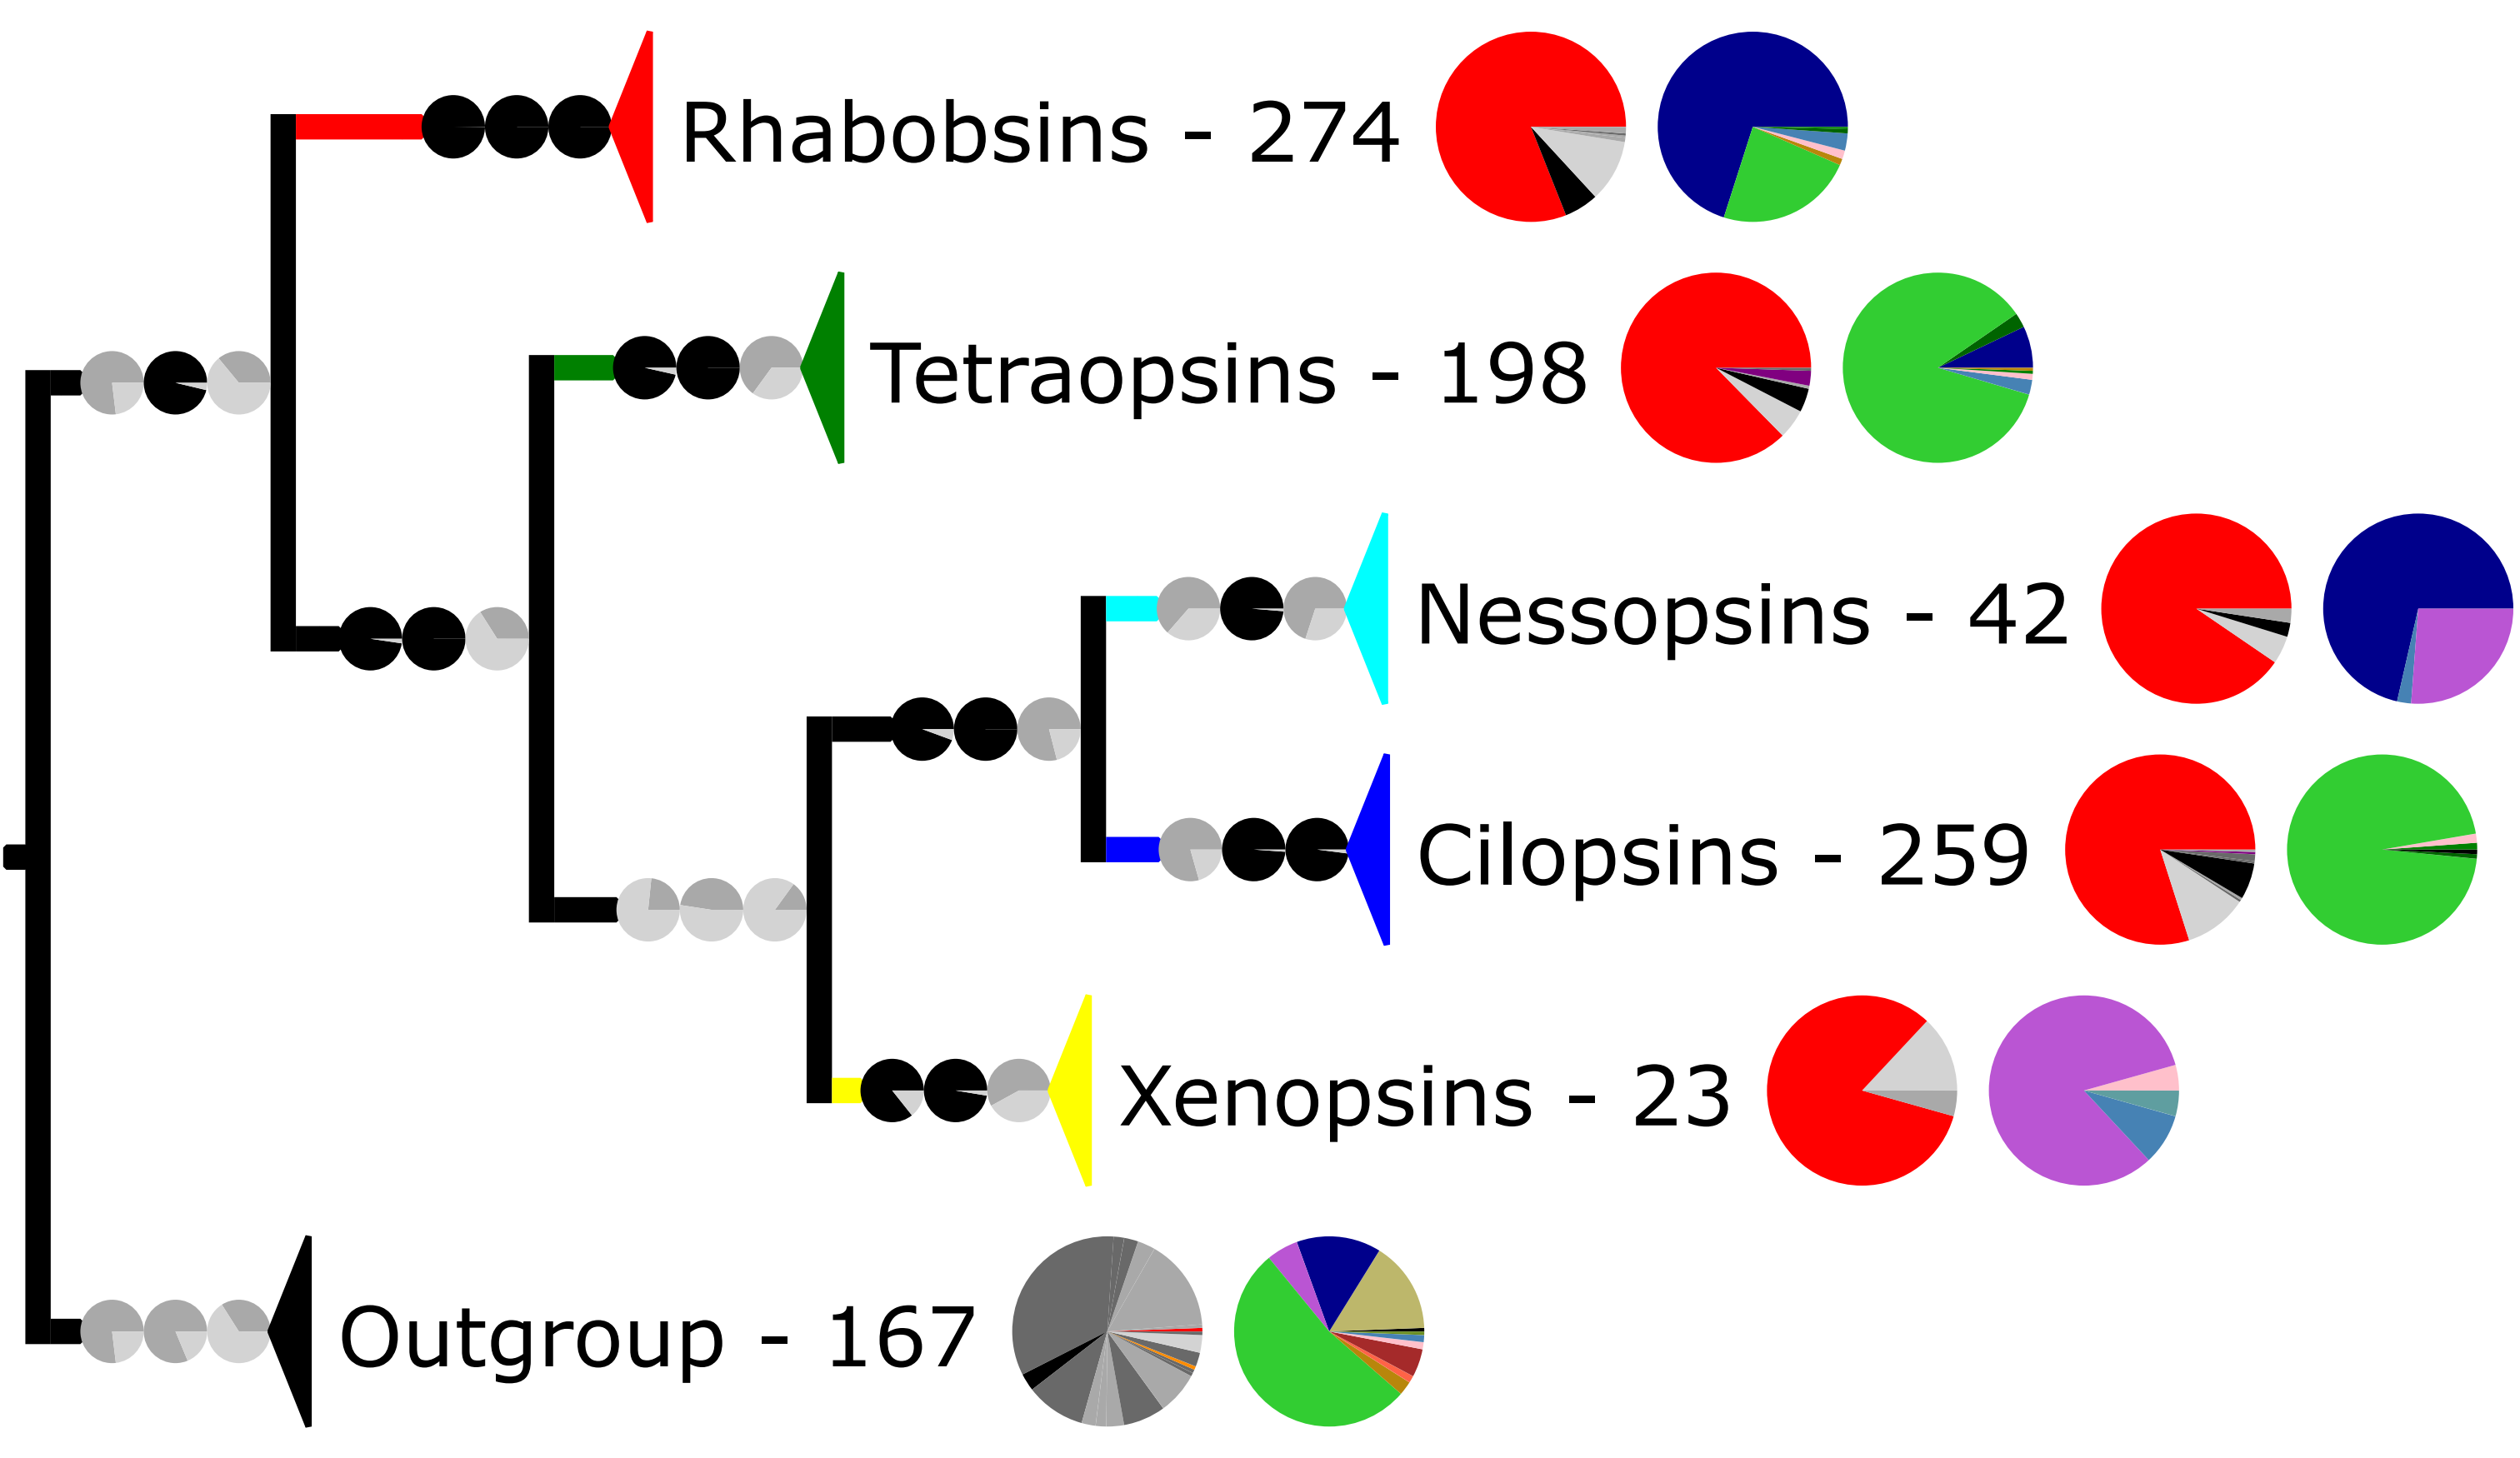 Rhabobsins - 274
Tetraopsins - 198
Nessopsins - 42
Cilopsins - 259
Xenopsins - 23
Outgroup - 167